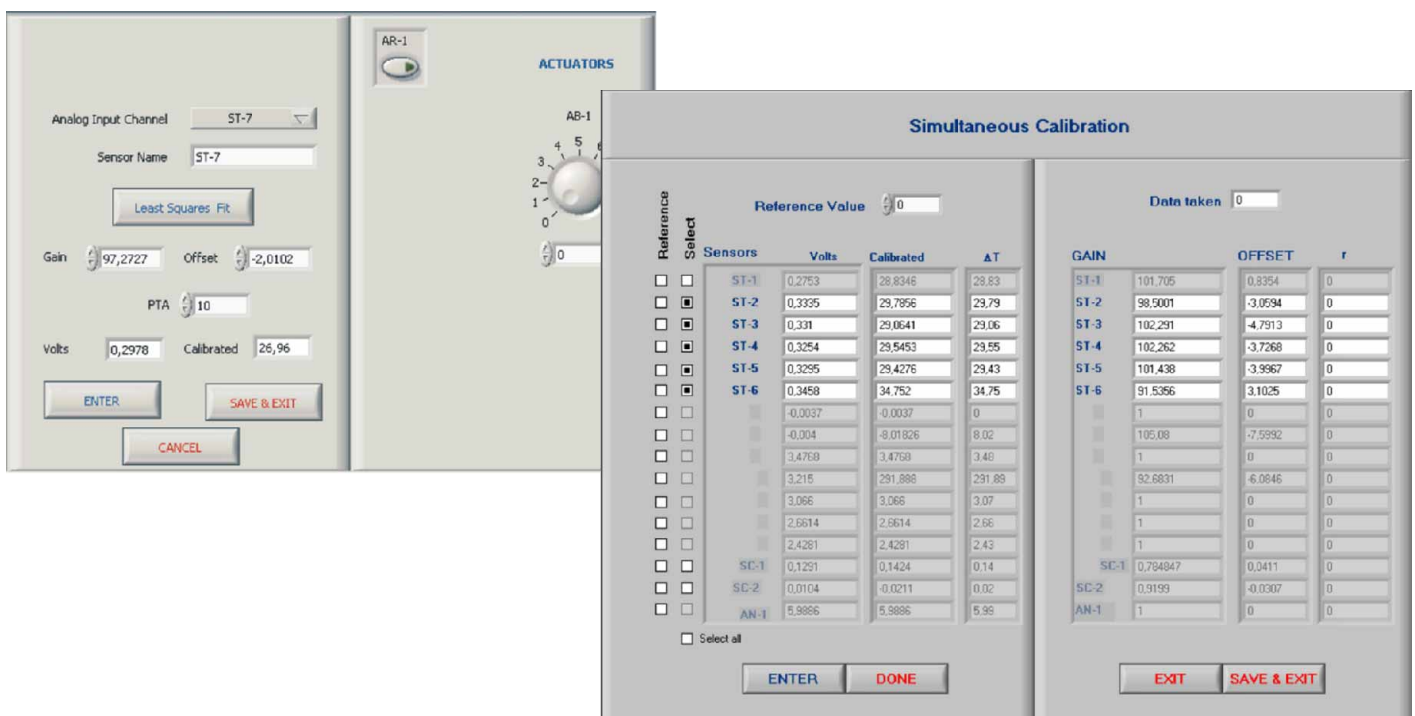 AR-1
ACTUATORS
Analog Input Channel ST-7
Sensor Name ST-7
Least Squares Fit
Gain 97,2727 Offset -2,0102
PTA 10
Volts 0,2978 Calibrated 26,96
ENTER SAVE & EXIT
CANCEL
AB-1
4 5
3
2
1
0
0
Simultaneous Calibration
Reference
Select
Reference Value 0
Data taken 0
Sensors Volts Calibrated ΔT GAIN OFFSET r
ST-1 0,2753 28,8346 28,83 ST-1 101,705 0,8354 0
ST-2 0,3335 29,7856 29,79 ST-2 98,5001 -3,0594 0
ST-3 0,331 29,0641 29,06 ST-3 102,291 -4,7913 0
ST-4 0,3254 29,5453 29,55 ST-4 102,262 -3,7268 0
ST-5 0,3295 29,4276 29,43 ST-5 101,438 -3,9967 0
ST-6 0,3458 34,752 34,75 ST-6 91,5356 3,1025 0
-0,0037 -0,0037 0 1 0 0
-0,004 -8,01826 8,02 105,08 -7,5992 0
3,4768 3,4768 3,48 1 0 0
3,215 291,888 291,89 92,6831 -6,0846 0
3,066 3,066 3,07 1 0 0
2,6614 2,6614 2,66 1 0 0
2,4281 2,4281 2,43 1 0 0
SC-1 0,1291 0,1424 0,14 SC-1 0,784847 0,0411 0
SC-2 0,0104 -0,0211 0,02 SC-2 0,9199 -0,0307 0
AN-1 5,9886 5,9886 5,99 AN-1 1 0 0
Select all
ENTER DONE EXIT SAVE & EXIT